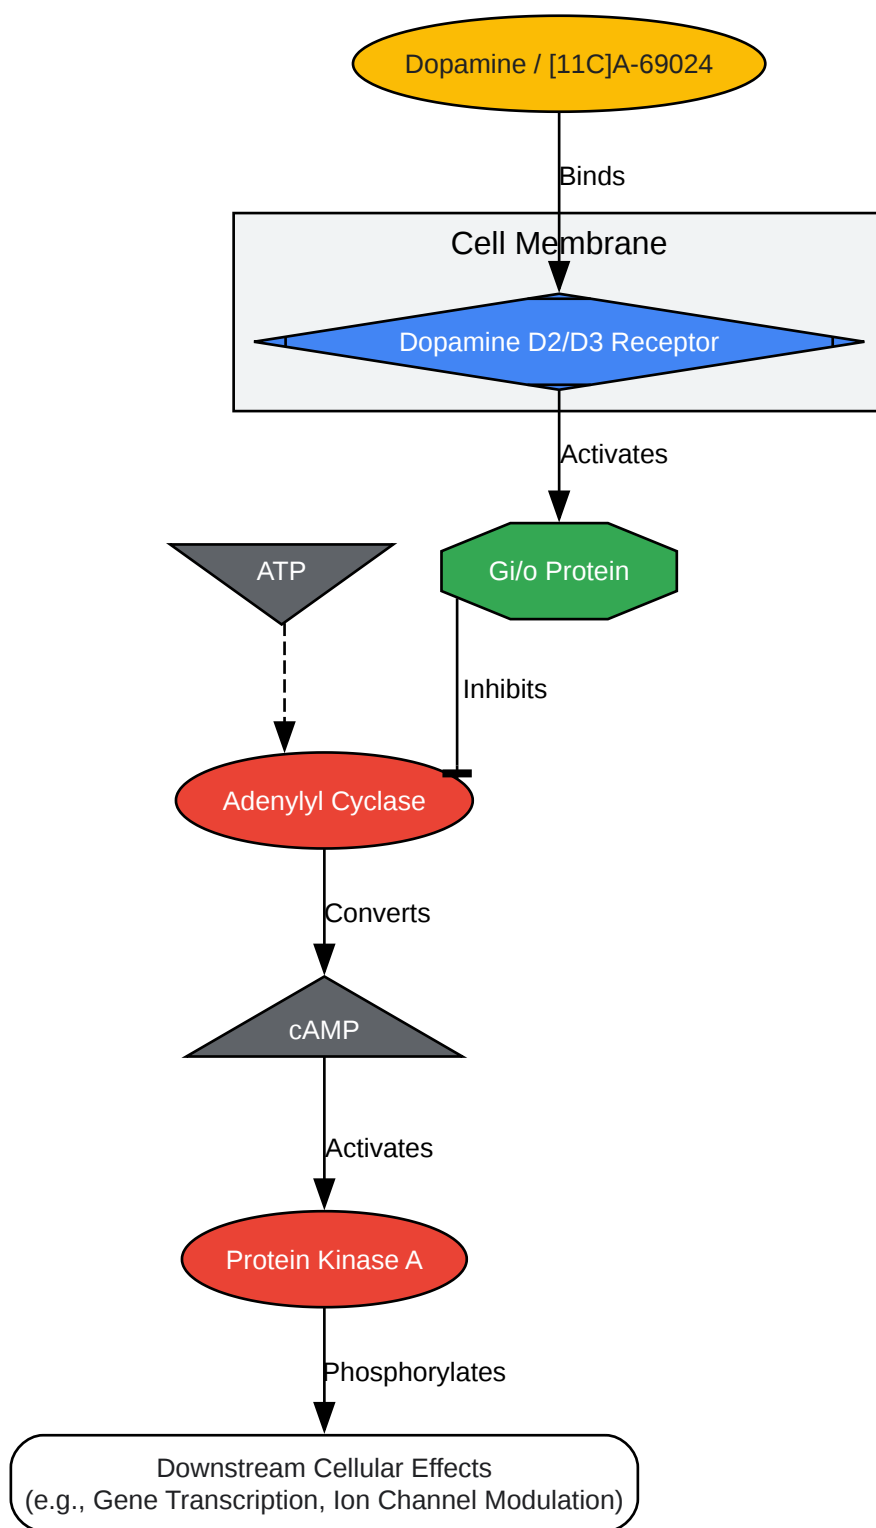 Dopamine / [11C]A-69024
Binds
Cell Membrane
Dopamine D2/D3 Receptor
Activates
ATP
Gi/o Protein
Inhibits
Adenylyl Cyclase
Converts
cAMP
Activates
Protein Kinase A
Phosphorylates
Downstream Cellular Effects
(e.g., Gene Transcription, Ion Channel Modulation)